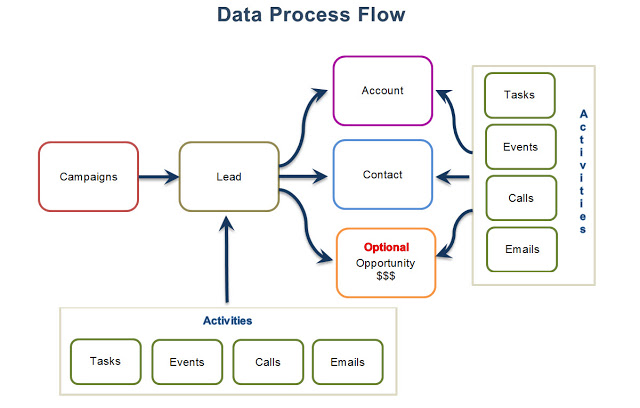 Data Process Flow
Account
Tasks
Events
Calls
Emails
Activities
Campaigns
Lead
Contact
Optional
Opportunity
$$$
Activities
Tasks
Events
Calls
Emails